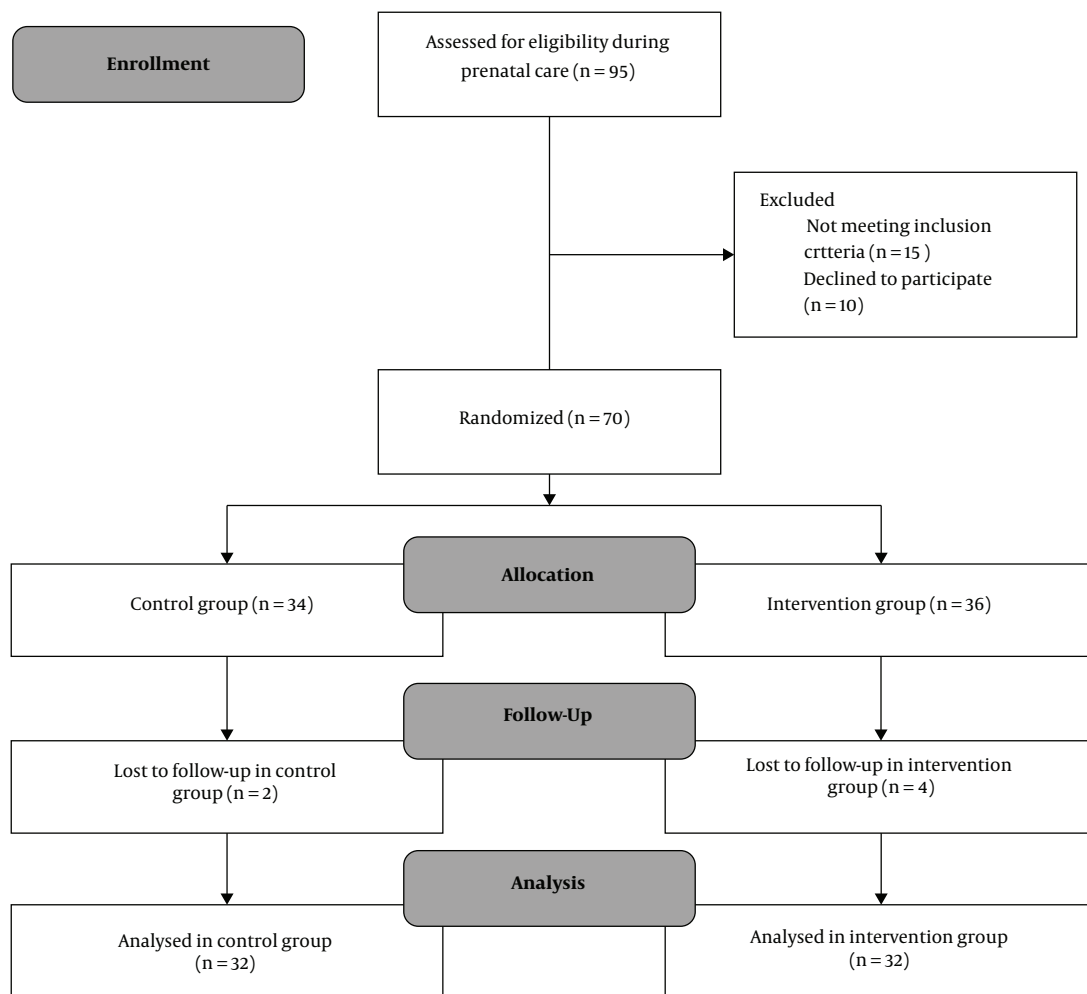 Enrollment
Assessed for eligibility during
prenatal care (n = 95)
Excluded
Not meeting inclusion
crtteria (n = 15 )
Declined to participate
(n = 10)
Randomized (n = 70)
Allocation
Control group (n = 34)
Intervention group (n = 36)
Follow-Up
Lost to follow-up in control
group (n = 2)
Lost to follow-up in intervention
group (n = 4)
Analysis
Analysed in control group
(n = 32)
Analysed in intervention group
(n = 32)